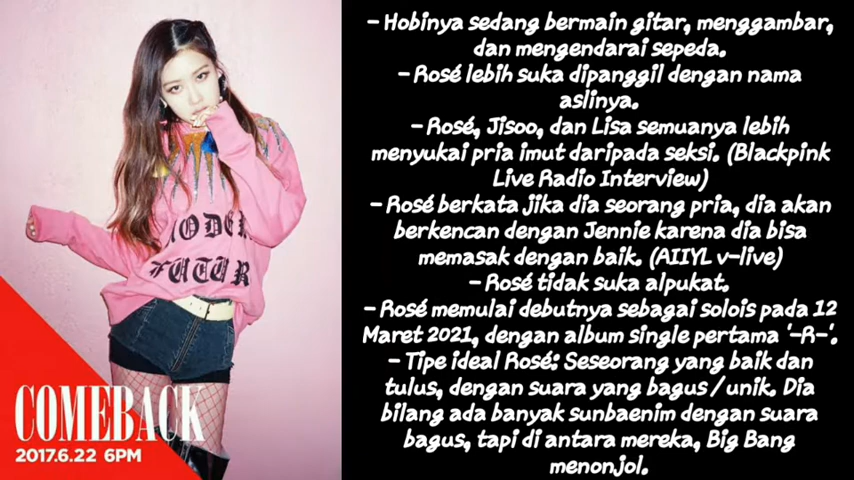 MODER
FUTUR
COMEBACK
2017.6.22 6PM
- Hobinya sedang bermain gitar, menggambar,
dan mengendarai sepeda.
- Rosé lebih suka dipanggil dengan nama
aslinya.
- Rosé, Jisoo, dan Lisa semuanya lebih
menyukai pria imut daripada seksi. (Blackpink
Live Radio Interview)
- Rosé berkata jika dia seorang pria, dia akan
berkencan dengan Jennie karena dia bisa
memasak dengan baik. (AIIYL v-live)
- Rosé tidak suka alpukat.
- Rosé memulai debutnya sebagai solois pada 12
Maret 2021, dengan album single pertama '-R-'.
- Tipe ideal Rosé: Seseorang yang baik dan
tulus, dengan suara yang bagus / unik. Dia
bilang ada banyak sunbaenim dengan suara
bagus, tapi di antara mereka, Big Bang
menonjol.